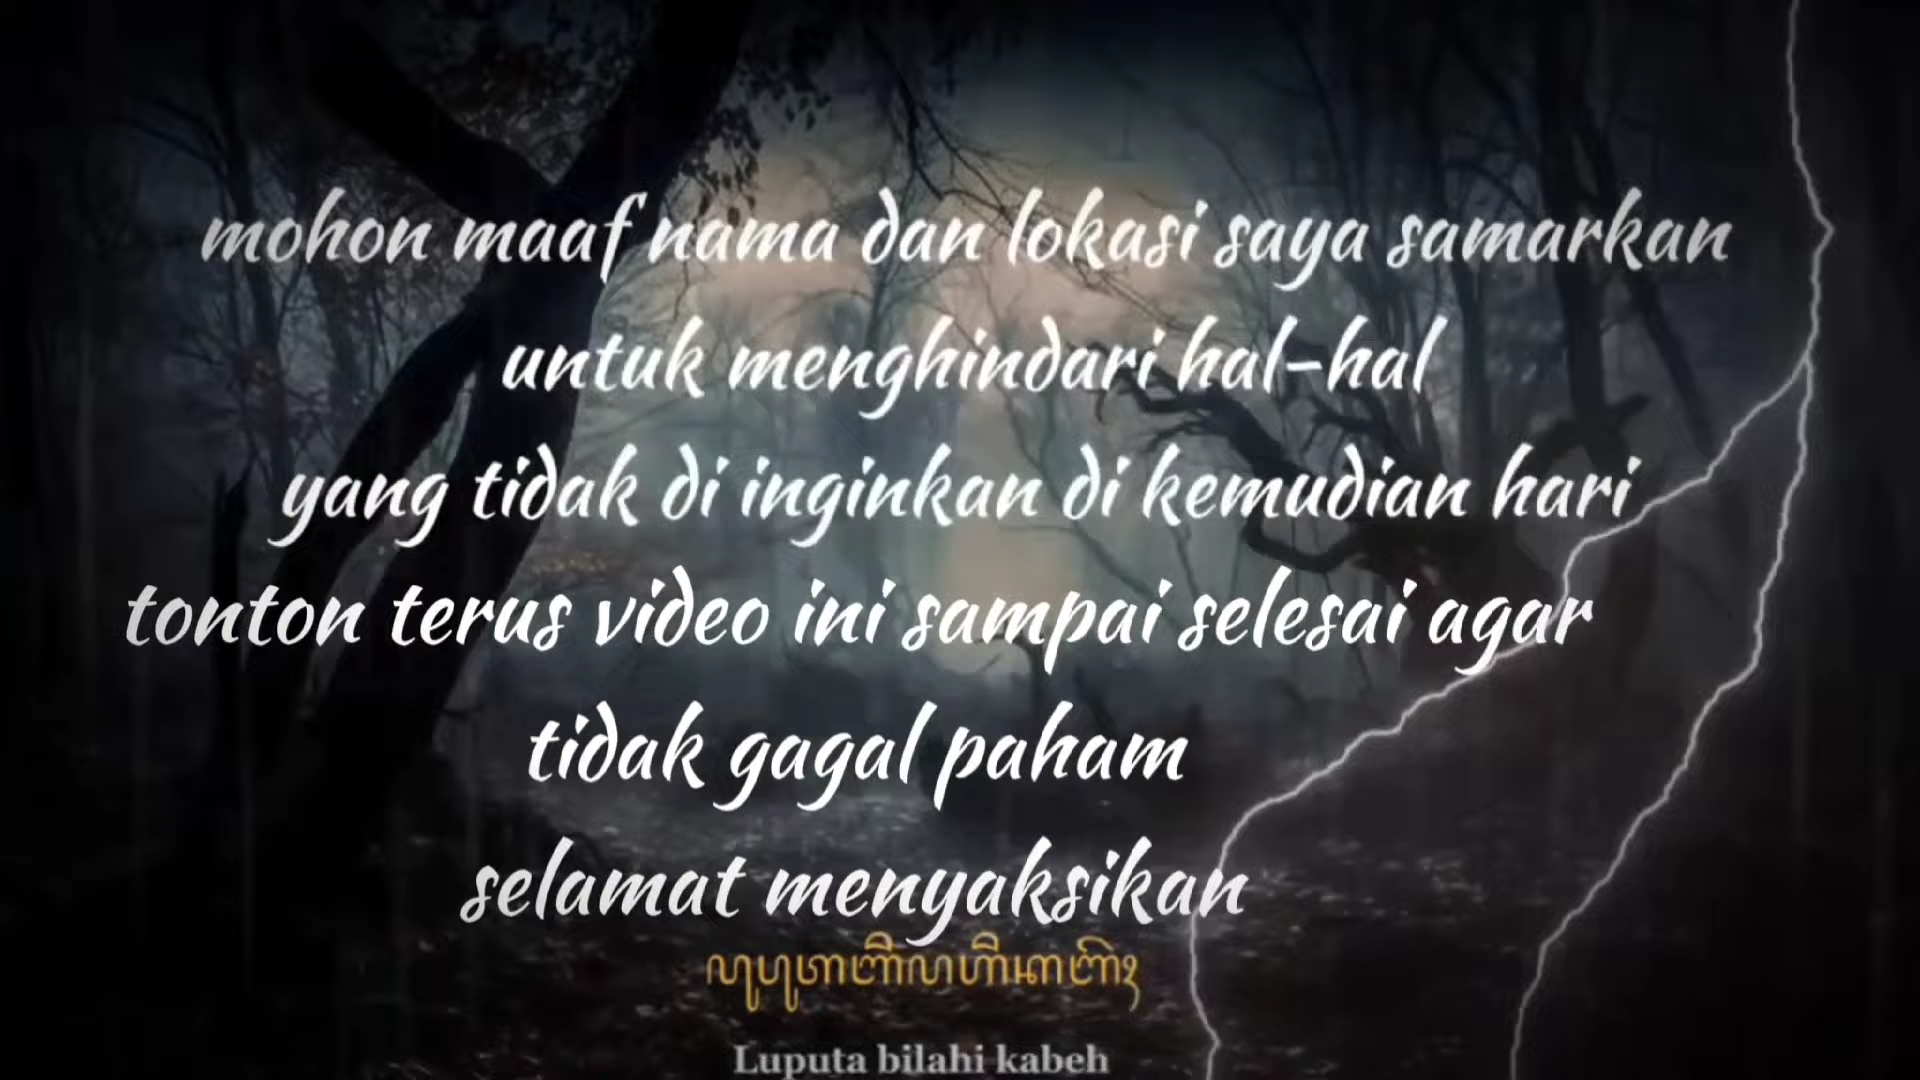 mohon maaf nama dan lokasi saya samarkan
untuk menghindari hal-hal
yang tidak di inginkan di kemudian hari
tonton terus video ini sampai selesai agar
tidak gagal paham
selamat menyaksikan
Luputa bilahi kabeh